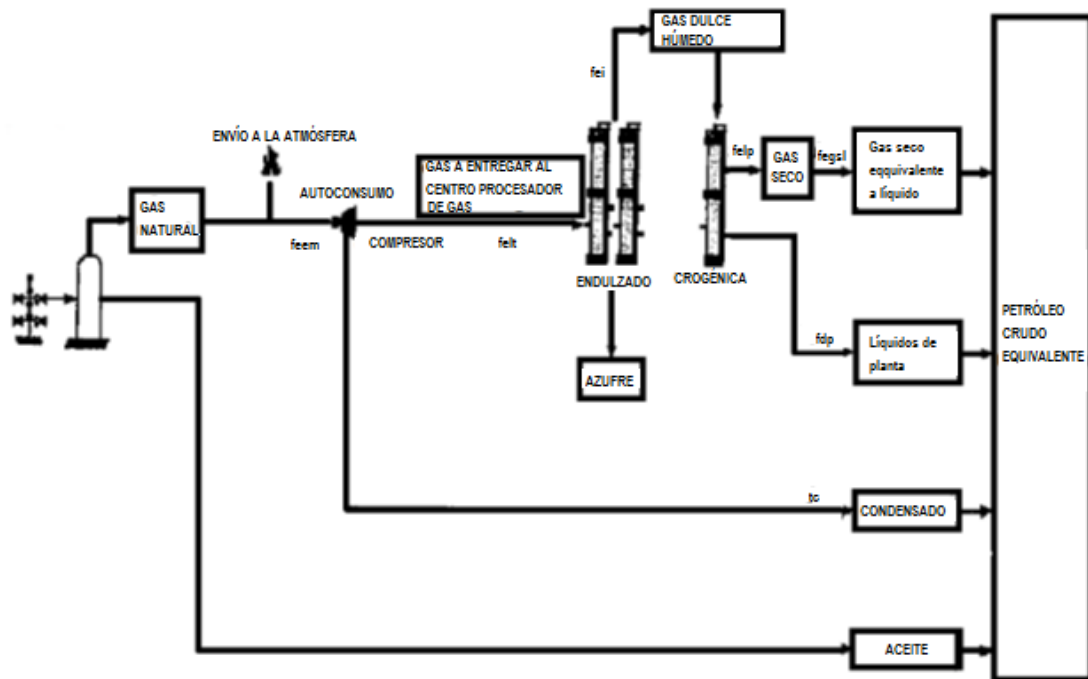 GAS DULCE
HÚMEDO
fei
ENVÍO A LA ATMÓSFERA
GAS A ENTREGAR AL
CENTRO PROCESADOR
DE GAS
felp
GAS
SECO
fegsl
Gas seco
eqquivalente
a líquido
GAS
NATURAL
AUTOCONSUMO
feem
COMPRESOR
felt
ENDULZADO
CROGÉNICA
PETRÓLEO
CRUDO
EQUIVALENTE
fdp
Líquidos de
planta
AZUFRE
tc
CONDENSADO
ACEITE